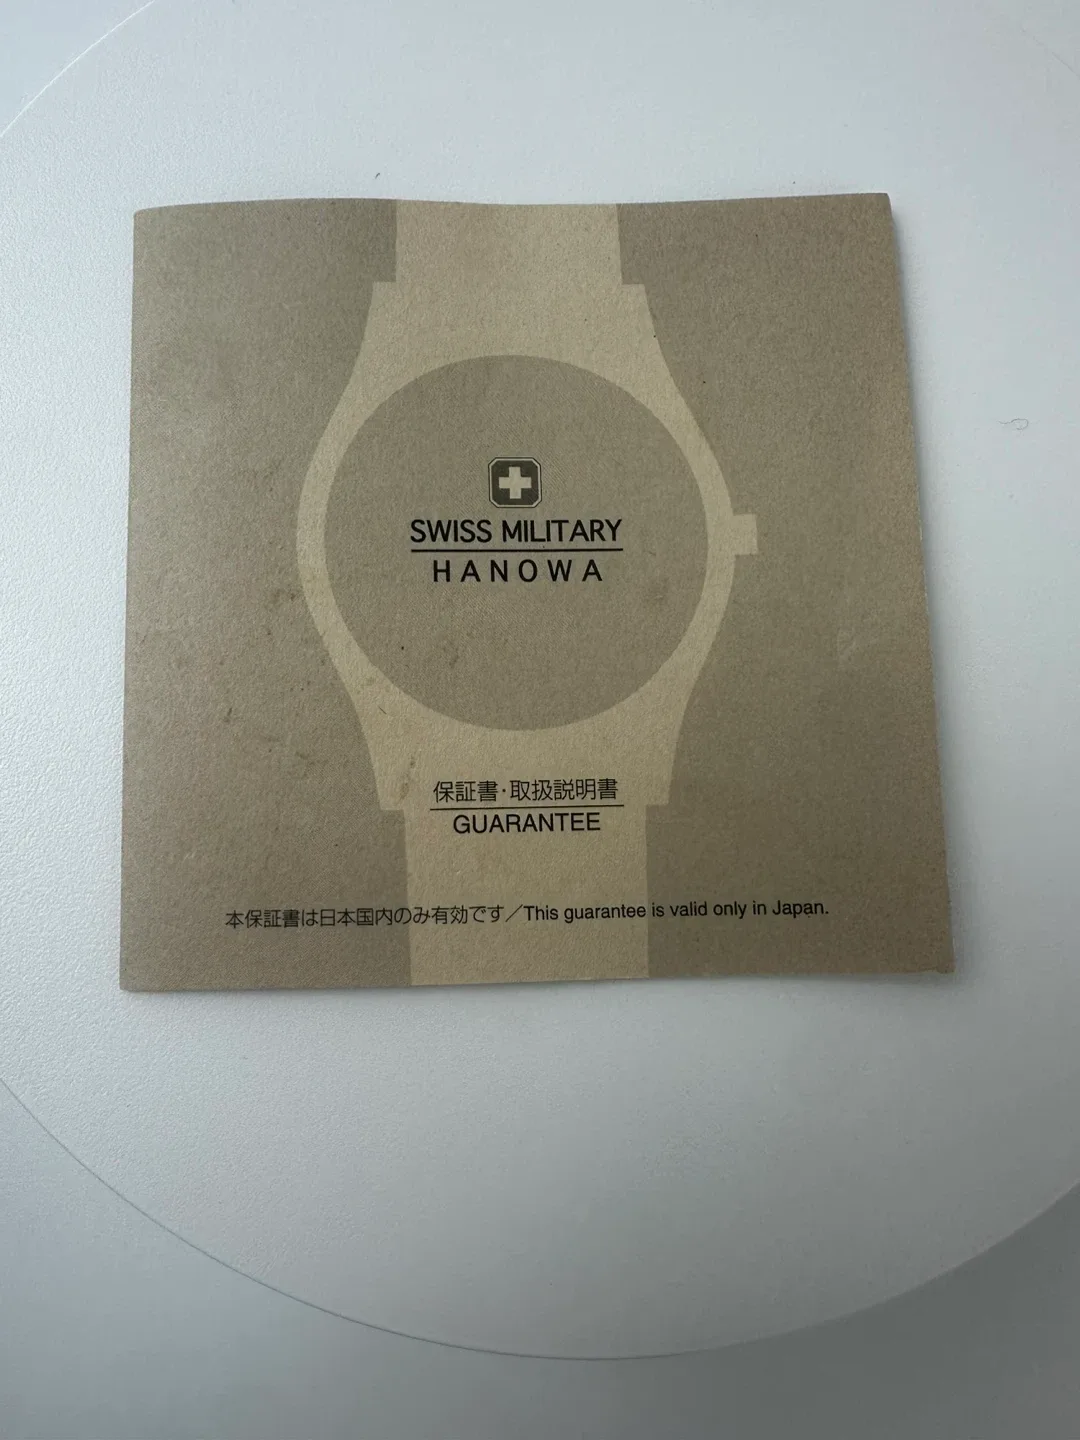 SWISS MILITARY
HANOWA
保証書・取扱説明書
GUARANTEE
本保証書は日本国内のみ有効です／This guarantee is valid only in Japan.